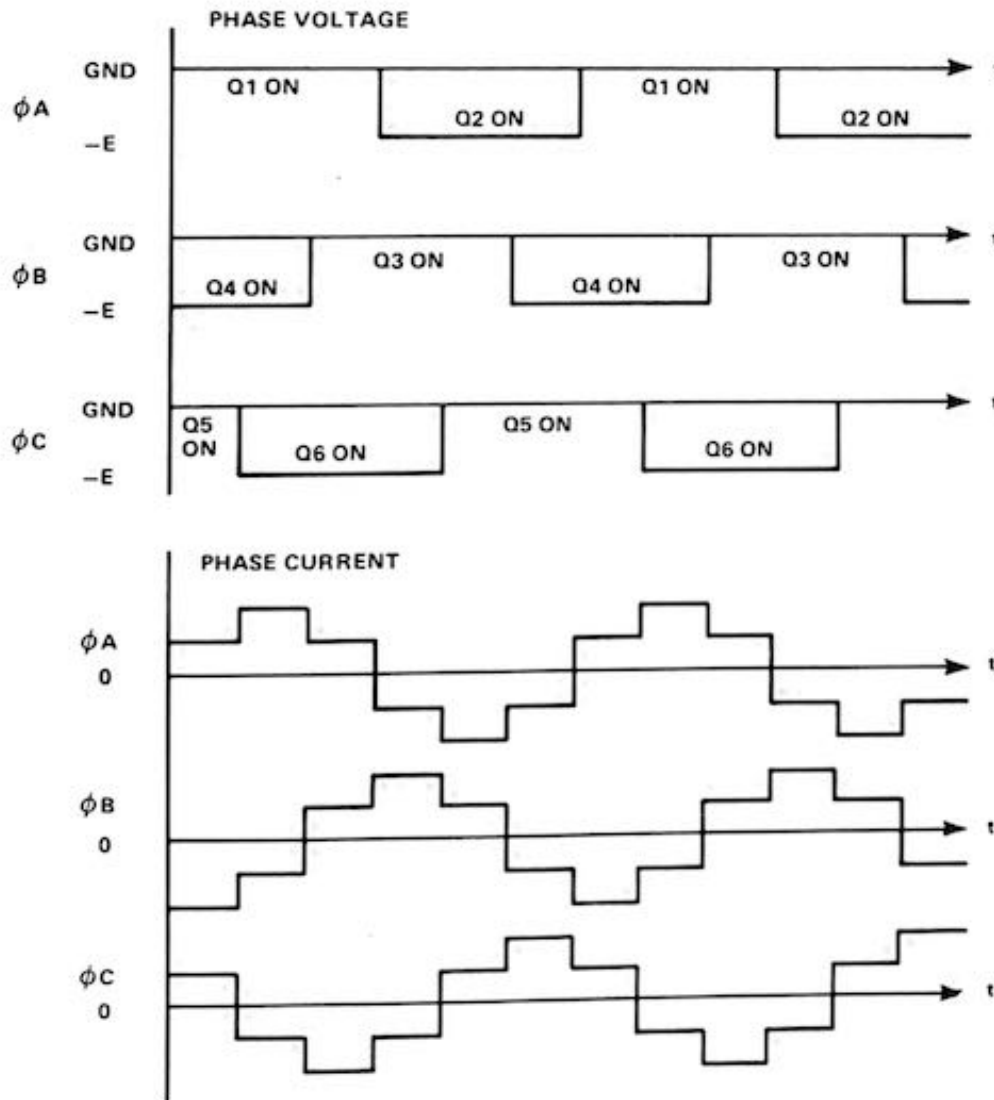 PHASE VOLTAGE
GND
Q1 ON
Q1 ON
t
φA
Q2 ON
Q2 ON
−E
GND
t
Q3 ON
Q3 ON
φB
Q4 ON
Q4 ON
−E
GND
t
Q5
ON
Q5 ON
φC
Q6 ON
Q6 ON
−E
PHASE CURRENT
φA
0
t
φB
0
t
φC
0
t